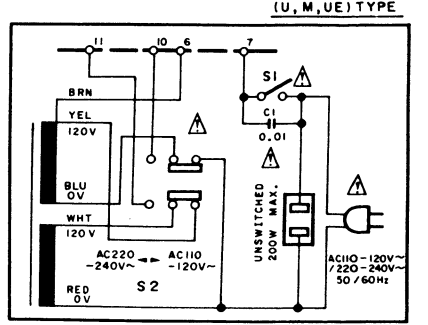 (U, M, UE) TYPE
11
10
6
7
BRN
S1
YEL
120V
C1
0.01
BLU
0V
WHT
120V
UNSWITCHED
200W MAX.
AC220
-240V~
AC110
-120V~
S2
AC110-120V~
/220-240V~
50/60Hz
RED
0V